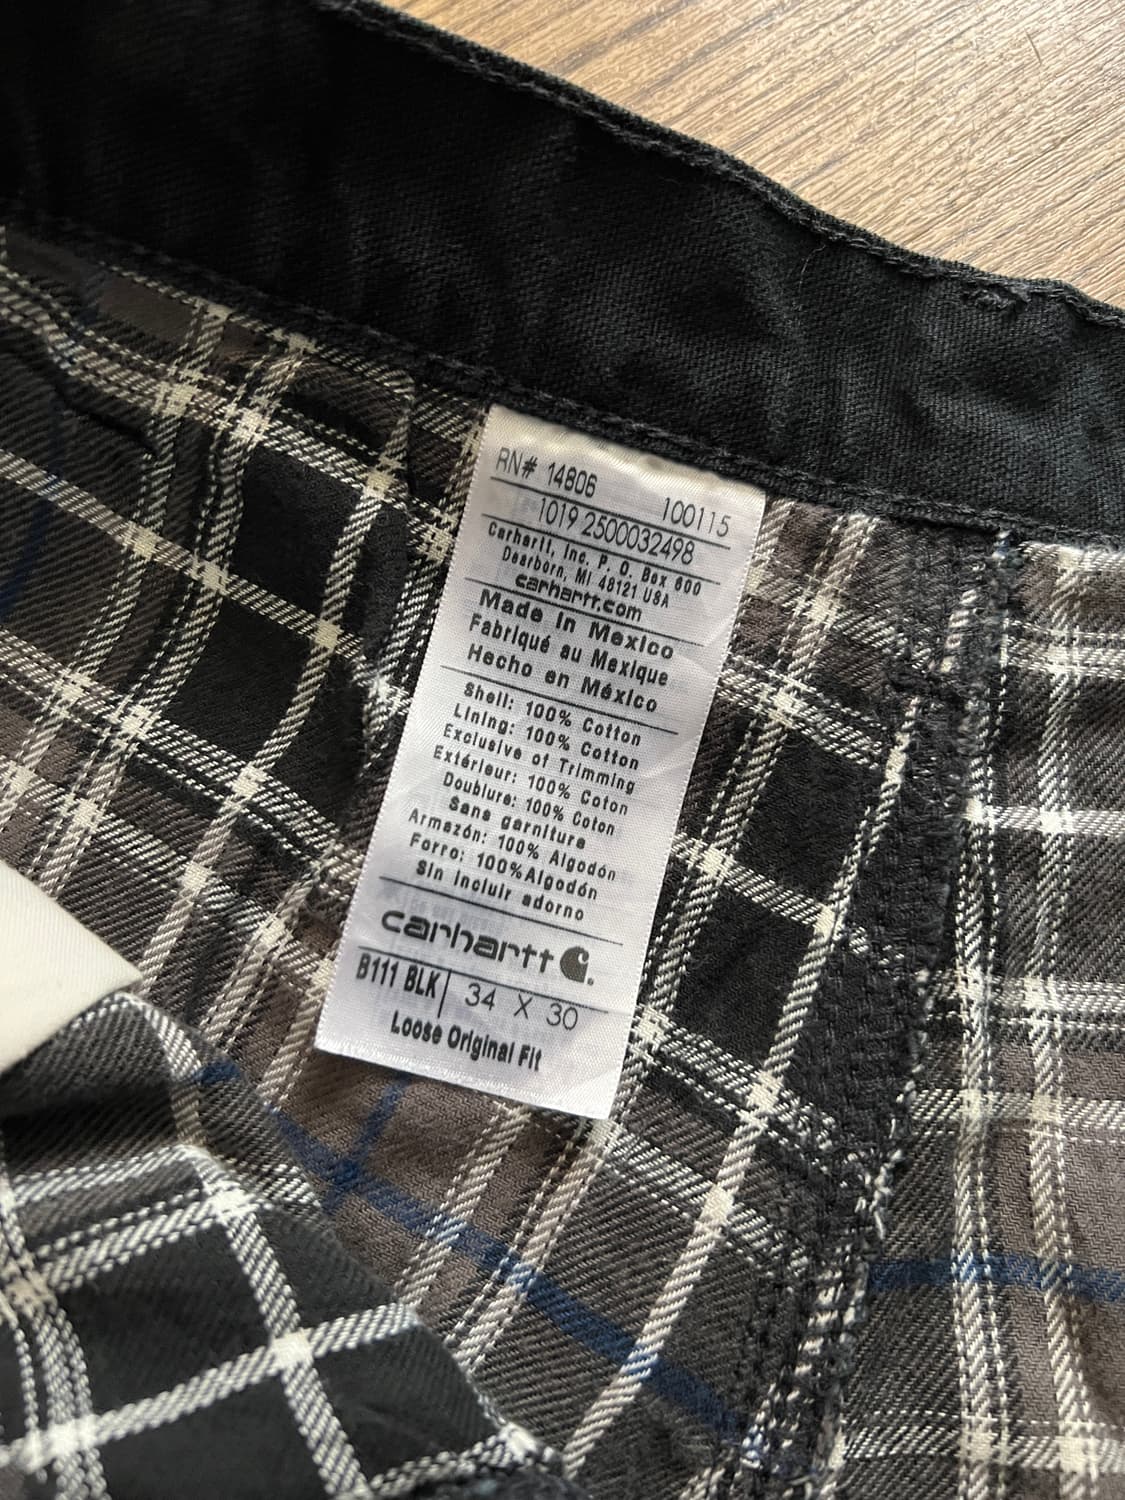 RN# 14806 100115
1019 2500032498
Carhartt, Inc. P. O. Box 600
Dearborn, MI 48121 USA
carhartt.com
Made in Mexico
Fabriqué au Mexique
Hecho en México
Shell: 100% Cotton
Lining: 100% Cotton
Exclusive of Trimming
Extérieur: 100% Coton
Doublure: 100% Coton
Sans garniture
Armazón: 100% Algodón
Forro: 100%Algodón
Sin incluir adorno
carhartt
B111 BLK 34 X 30
Loose Original Fit